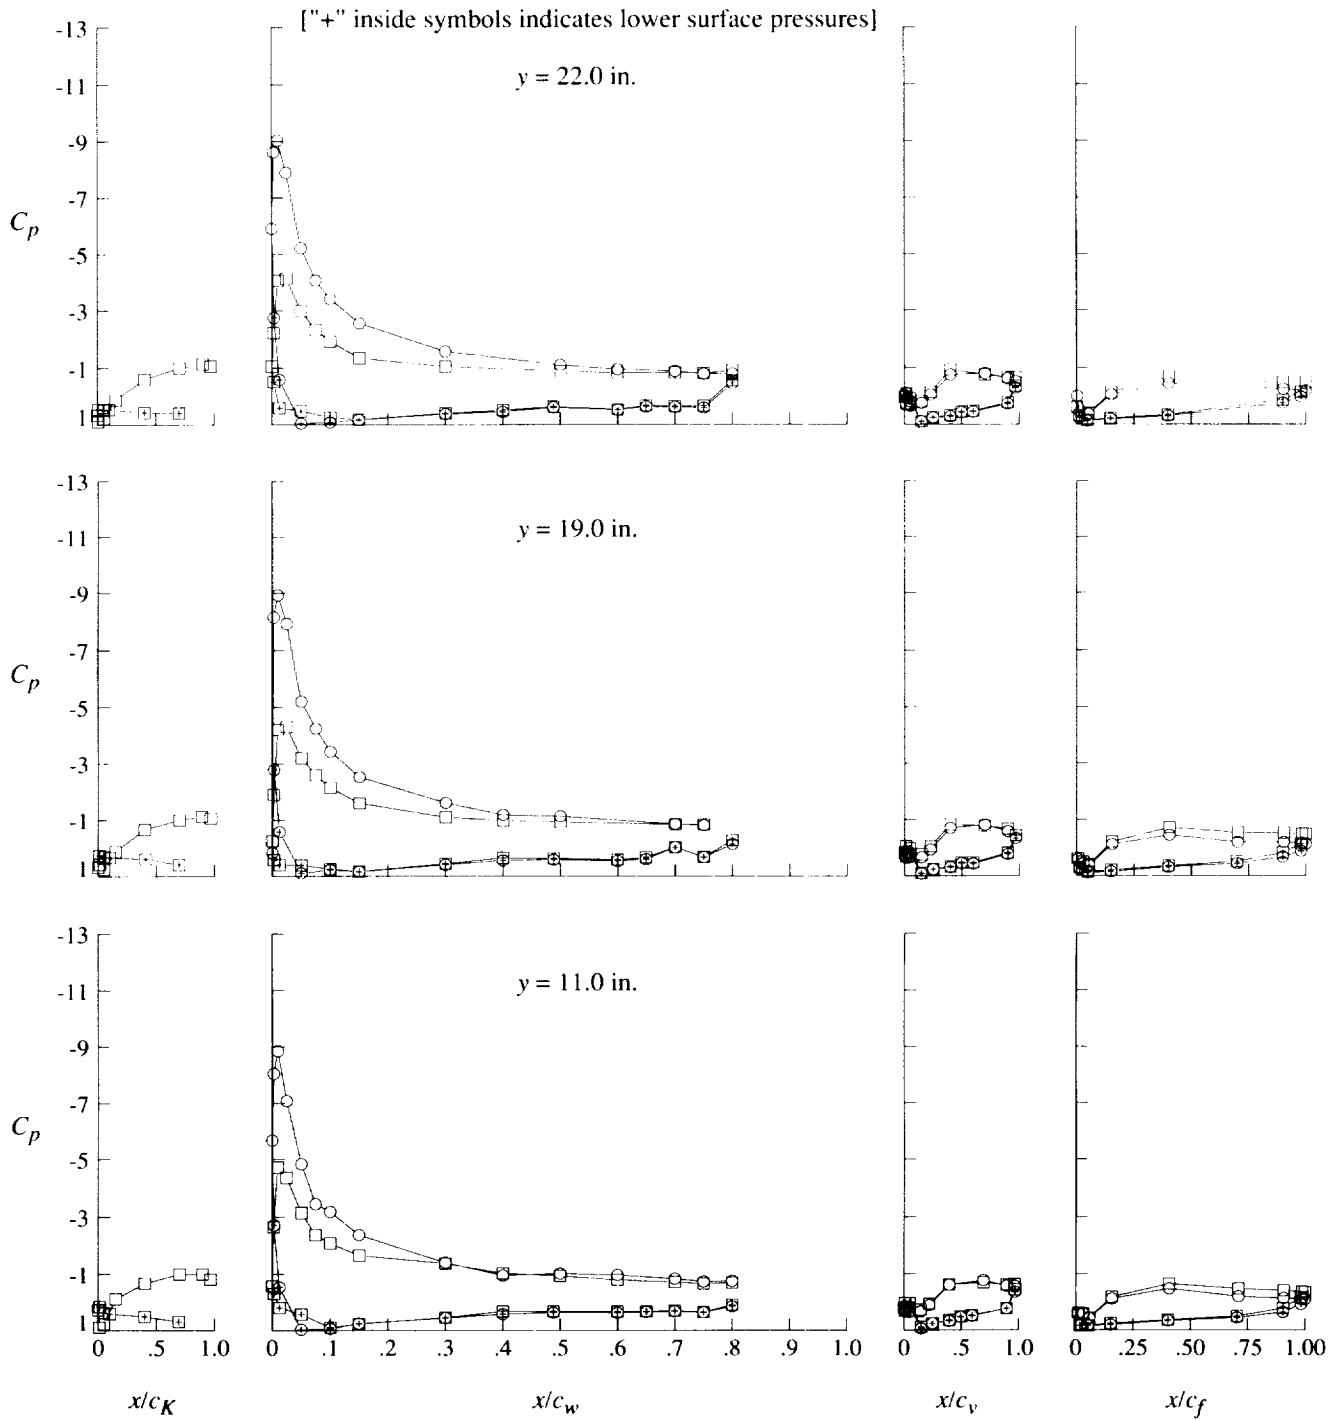 ["+" inside symbols indicates lower surface pressures]
-13
-11
-9
-7
-5
-3
-1
1
C_p
y = 22.0 in.
-13
-11
-9
-7
-5
-3
-1
1
C_p
y = 19.0 in.
-13
-11
-9
-7
-5
-3
-1
1
C_p
y = 11.0 in.
0 .5 1.0 0 .1 .2 .3 .4 .5 .6 .7 .8 1.0 0 .5 1.0 0 .25 .50 .75 1.00
x/c_K x/c_w x/c_v x/c_f